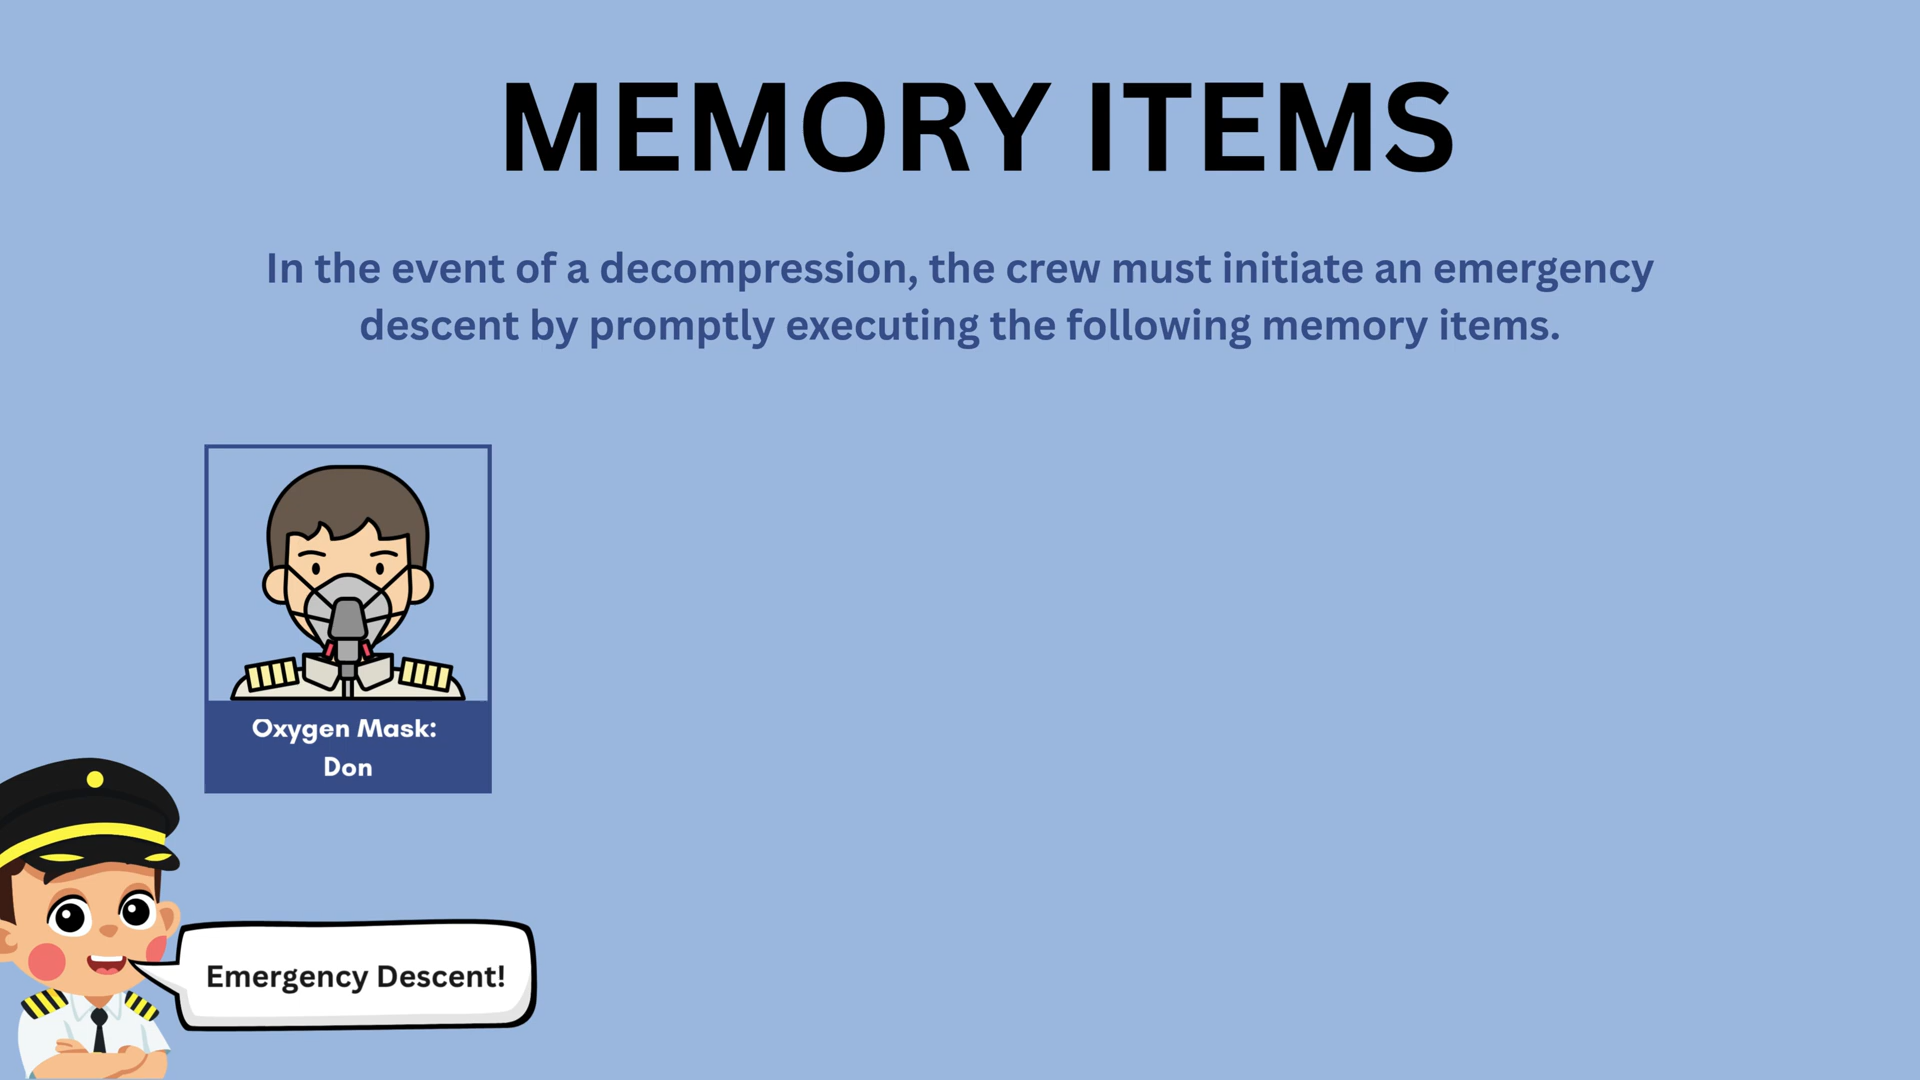 MEMORY ITEMS
In the event of a decompression, the crew must initiate an emergency
descent by promptly executing the following memory items.
Oxygen Mask:
Don
Emergency Descent!